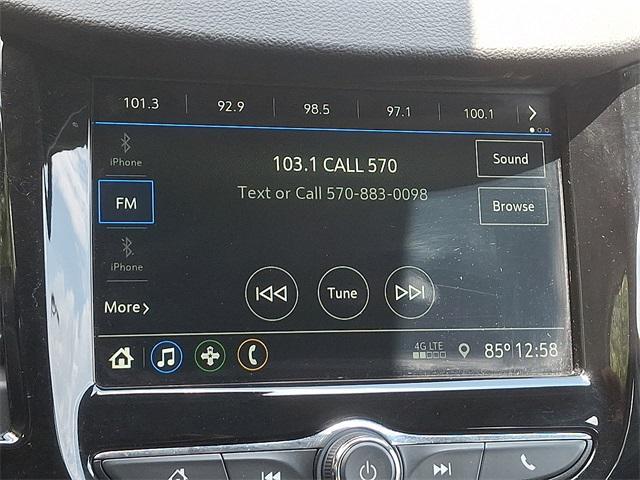 101.3 92.9 98.5 97.1 100.1
iPhone
103.1 CALL 570
Sound
Text or Call 570-883-0098
FM
Browse
iPhone
Tune
More
4G LTE
85° 12:58